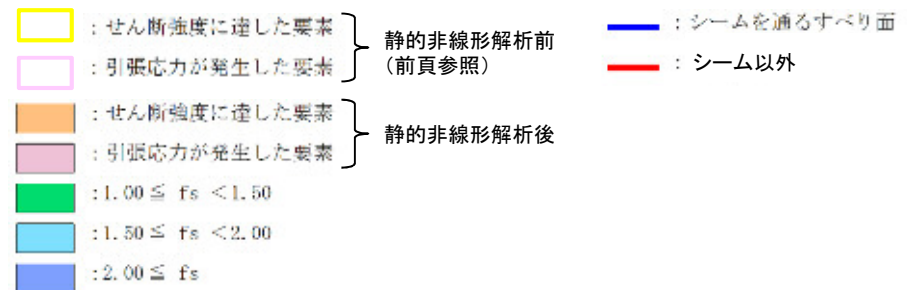 ：せん断強度に達した要素
：引張応力が発生した要素
静的非線形解析前
（前頁参照）
：せん断強度に達した要素
：引張応力が発生した要素
静的非線形解析後
:1.00≦ fs <1.50
:1.50≦ fs <2.00
:2.00≦ fs
：シームを通るすべり面
：シーム以外